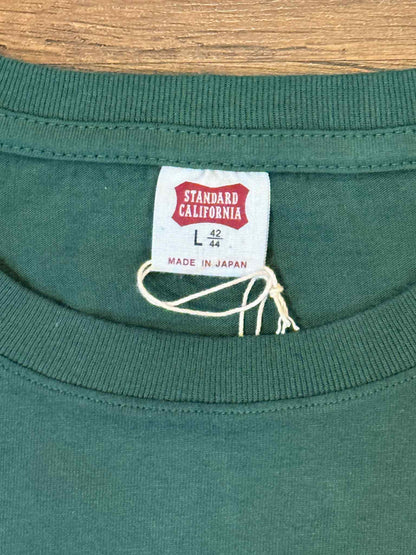 STANDARD
CALIFORNIA
L 42/44
MADE IN JAPAN